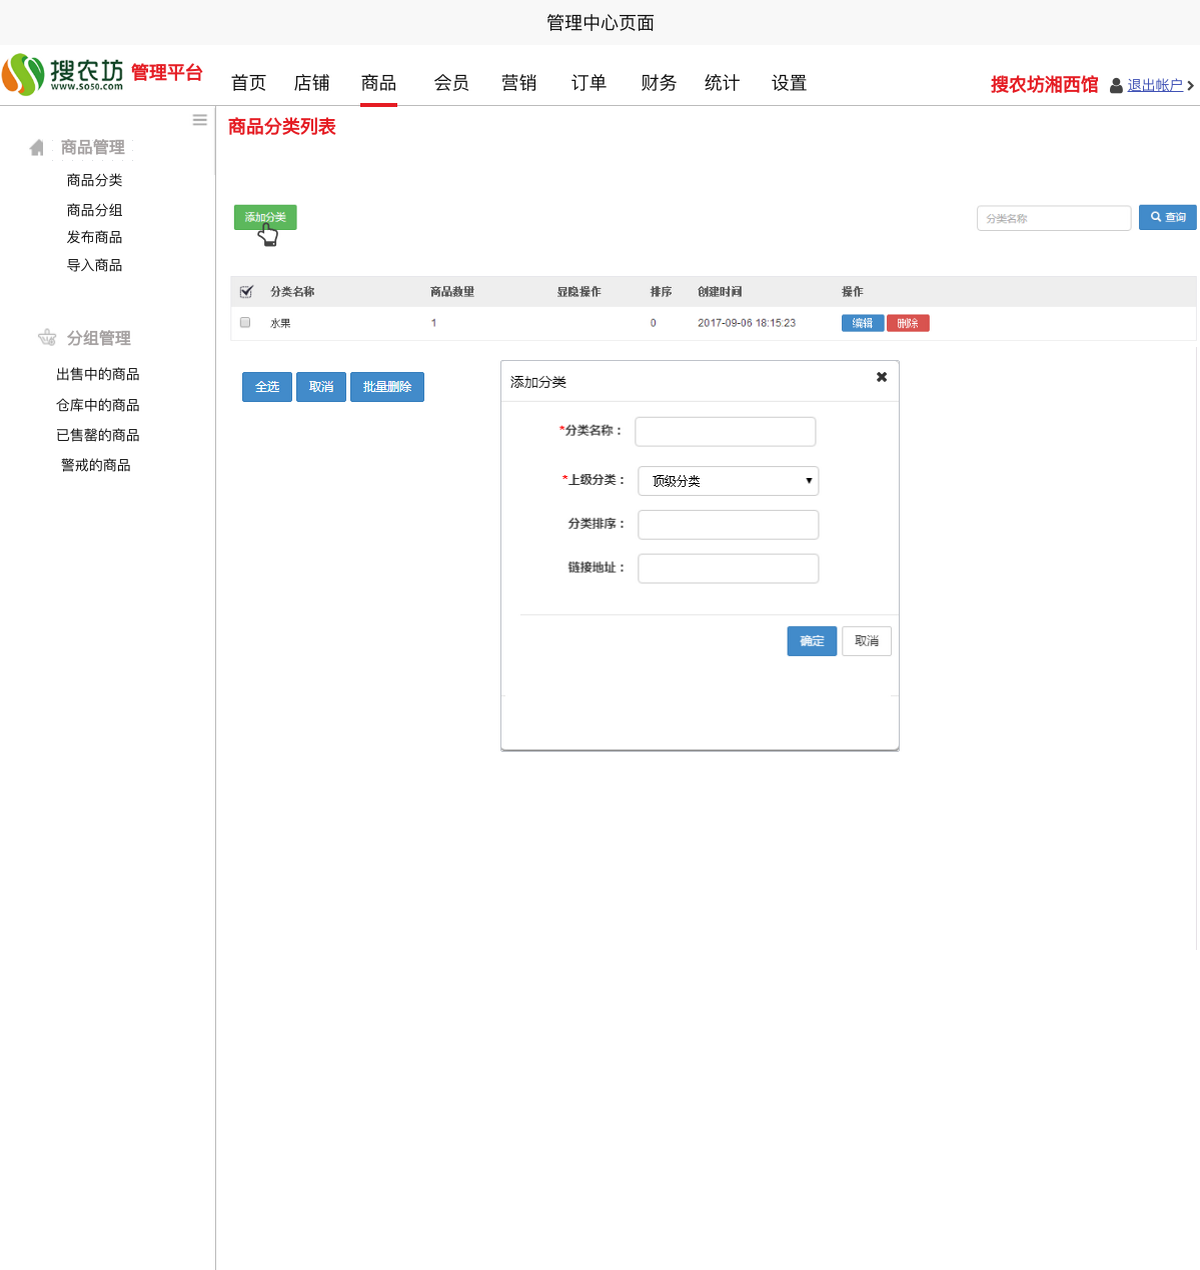 管理中心页面
搜农坊 管理平台
www.so50.com
首页 店铺 商品 会员 营销 订单 财务 统计 设置
搜农坊湘西馆 退出帐户
商品管理
商品分类
商品分组
发布商品
导入商品
分组管理
出售中的商品
仓库中的商品
已售罄的商品
警戒的商品
商品分类列表
添加分类
分类名称 查询
分类名称 商品数量 显隐操作 排序 创建时间 操作
水果 1 0 2017-09-06 18:15:23 编辑 删除
全选 取消 批量删除
添加分类
*分类名称：
*上级分类： 顶级分类
分类排序：
链接地址：
确定 取消